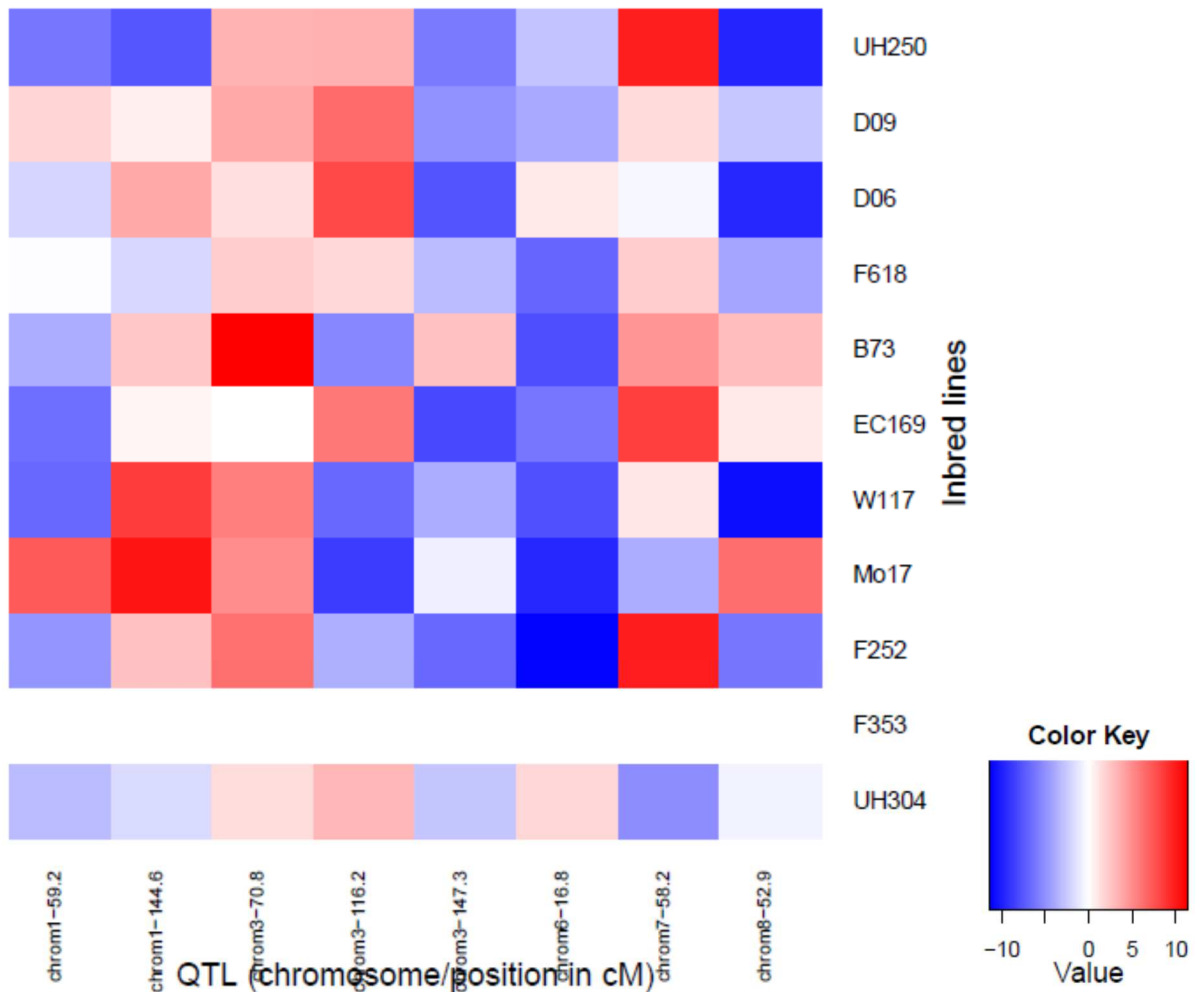 UH250
D09
D06
F618
B73
EC169
W117
Mo17
F252
F353
UH304
Inbred lines
chrom1-59.2
chrom1-144.6
chrom3-70.8
chrom3-116.2
chrom3-147.3
chrom6-16.8
chrom7-58.2
chrom8-52.9
QTL (chromosome/position in cM)
Color Key
-10 0 5 10
Value